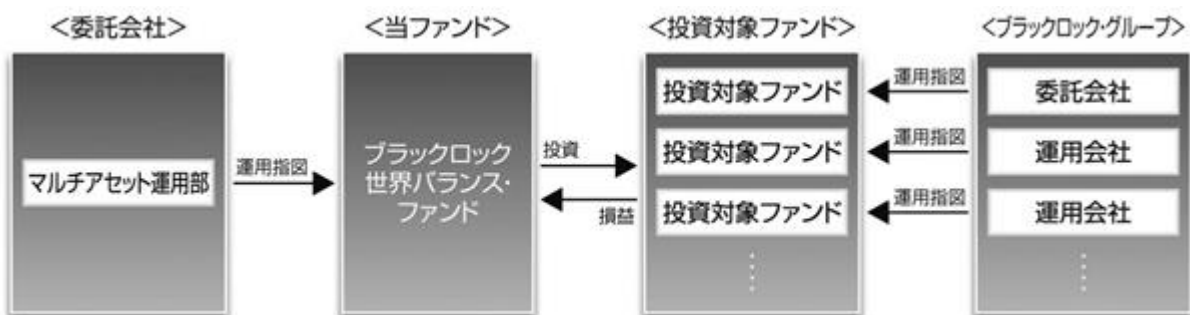 <委託会社>
<当ファンド>
<投資対象ファンド>
<ブラックロック・グループ>
マルチアセット運用部
運用指図
ブラックロック
世界バランス・
ファンド
投資
損益
投資対象ファンド
投資対象ファンド
投資対象ファンド
運用指図
運用指図
運用指図
委託会社
運用会社
運用会社